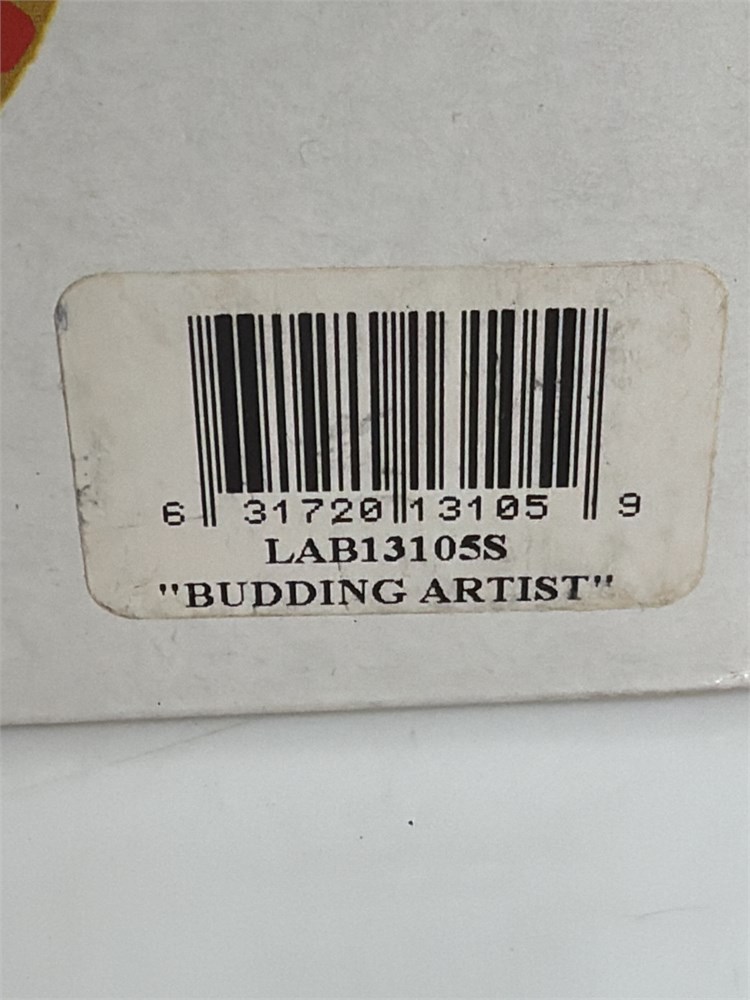 6 31720 13105 9
LAB13105S
"BUDDING ARTIST"